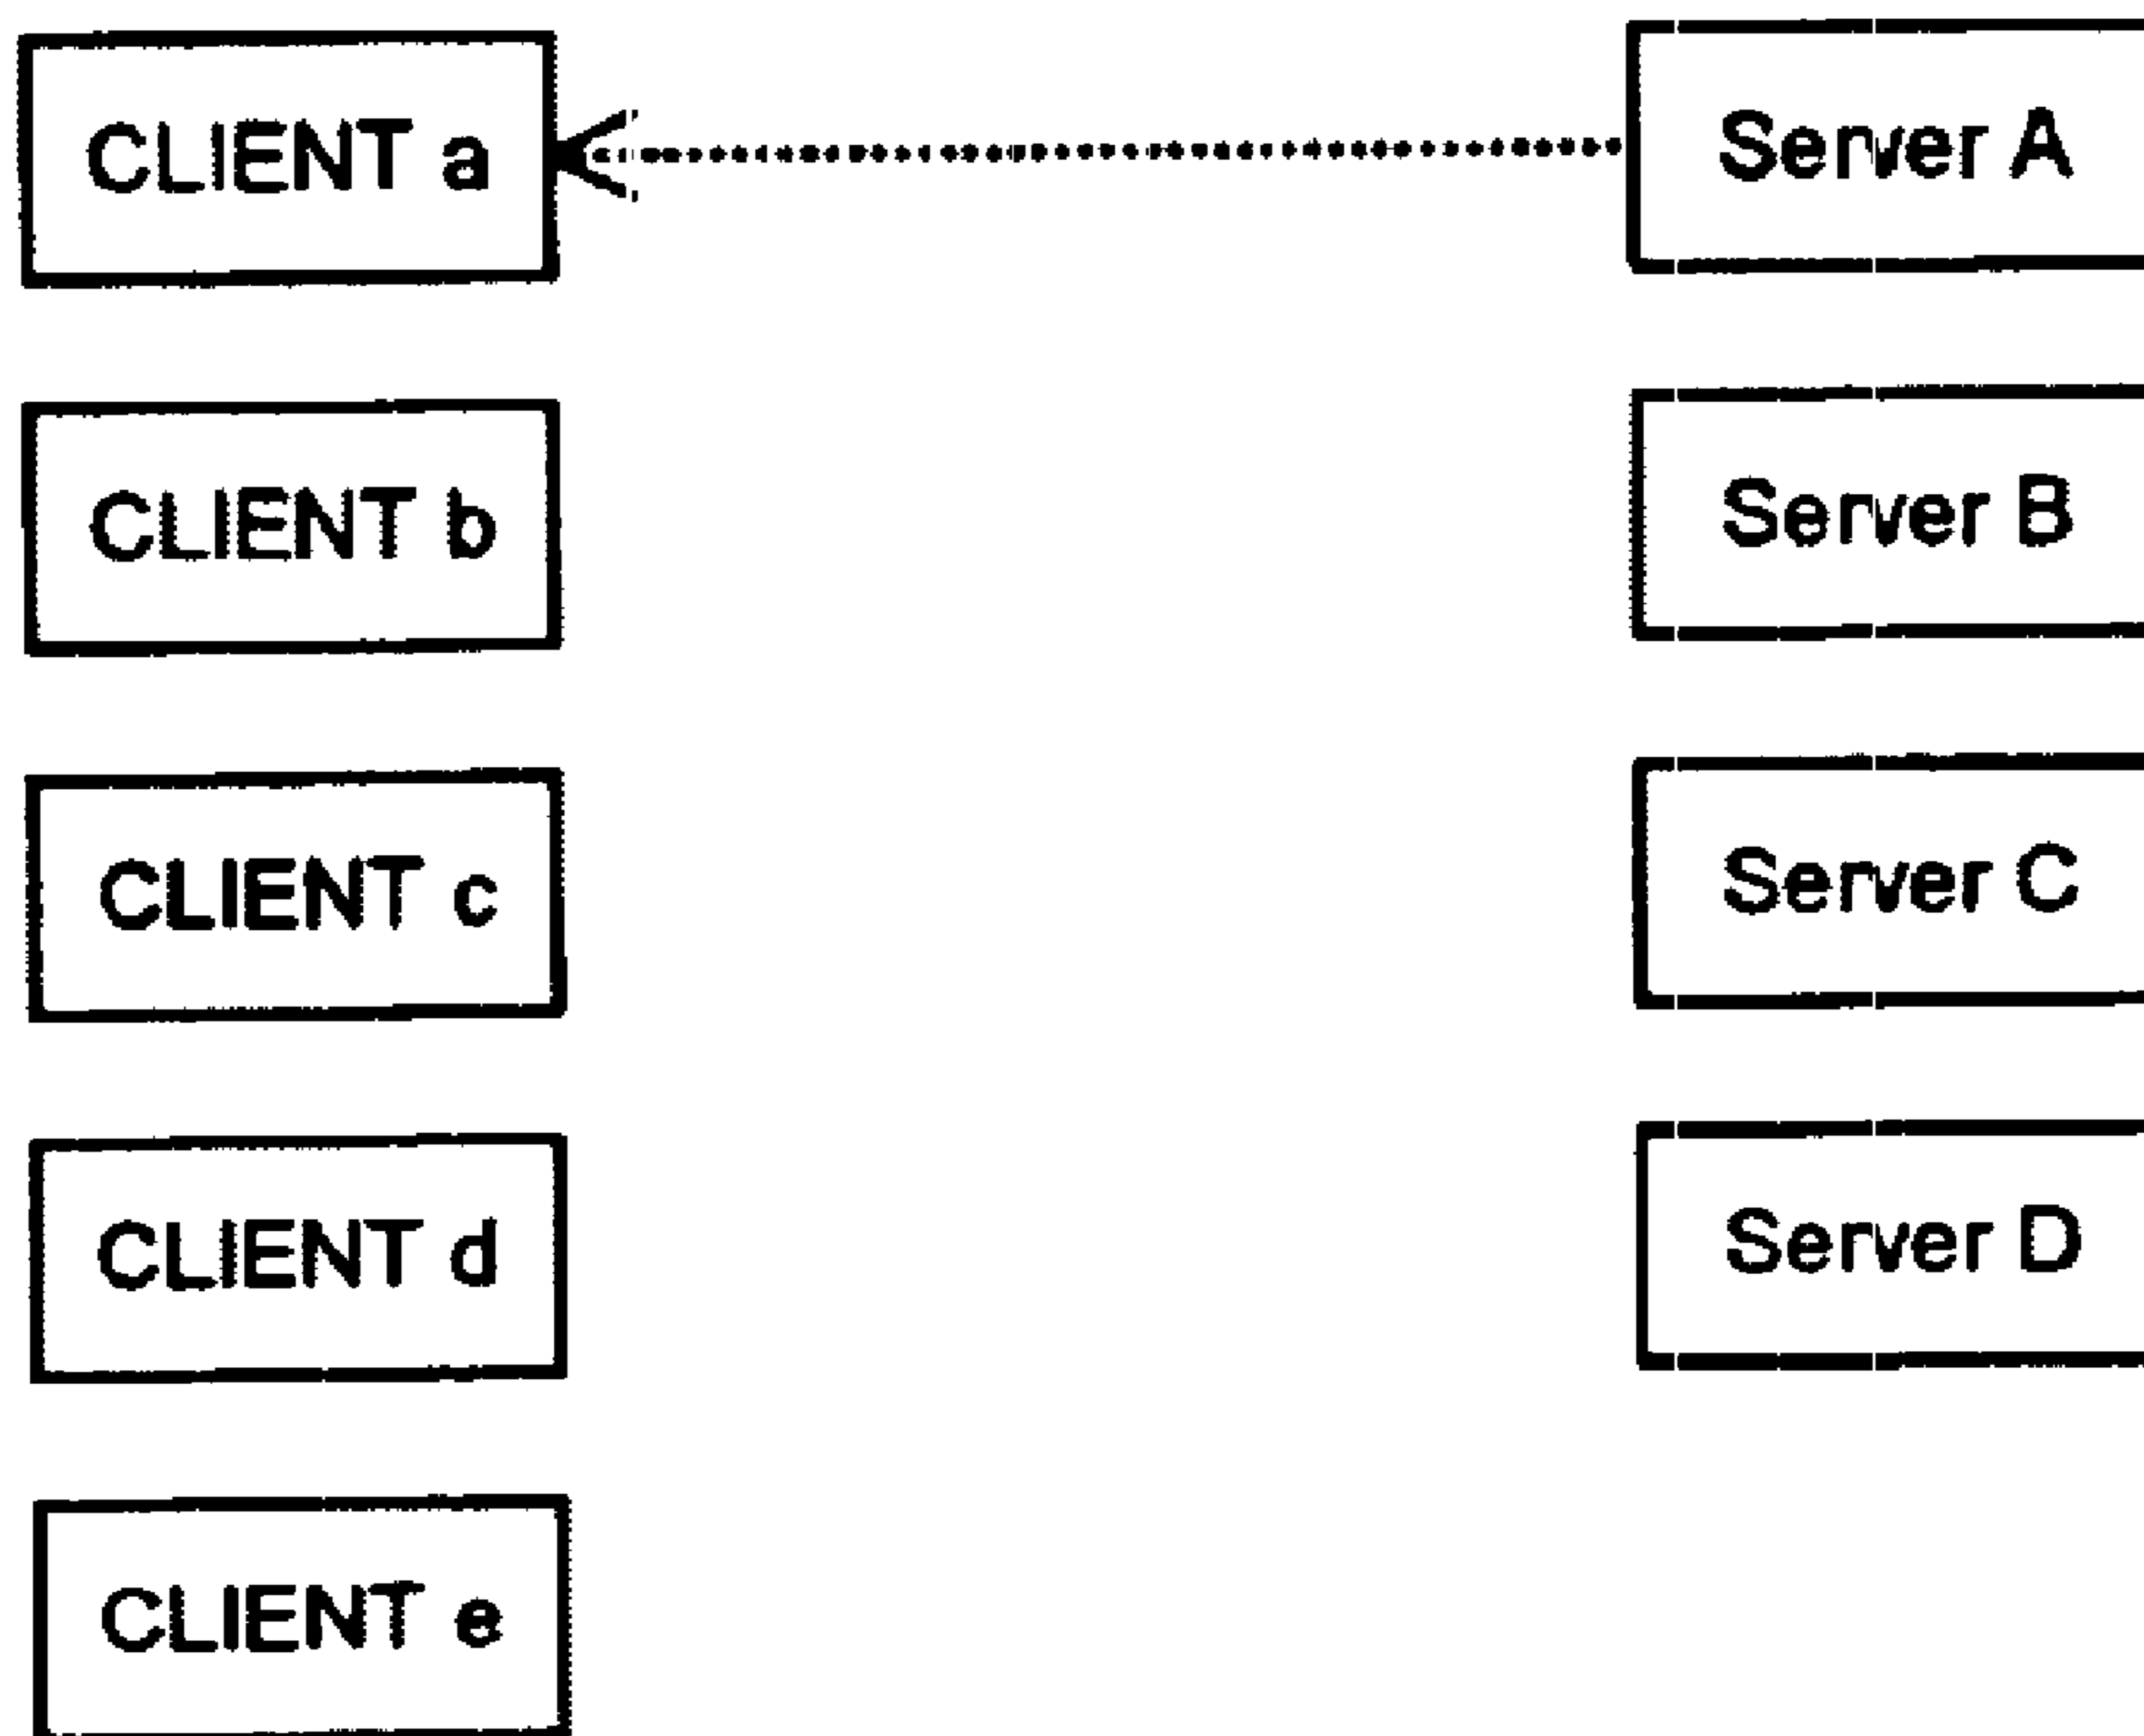 CLIENT a
Server A
CLIENT b
Server B
CLIENT c
Server C
CLIENT d
Server D
CLIENT e